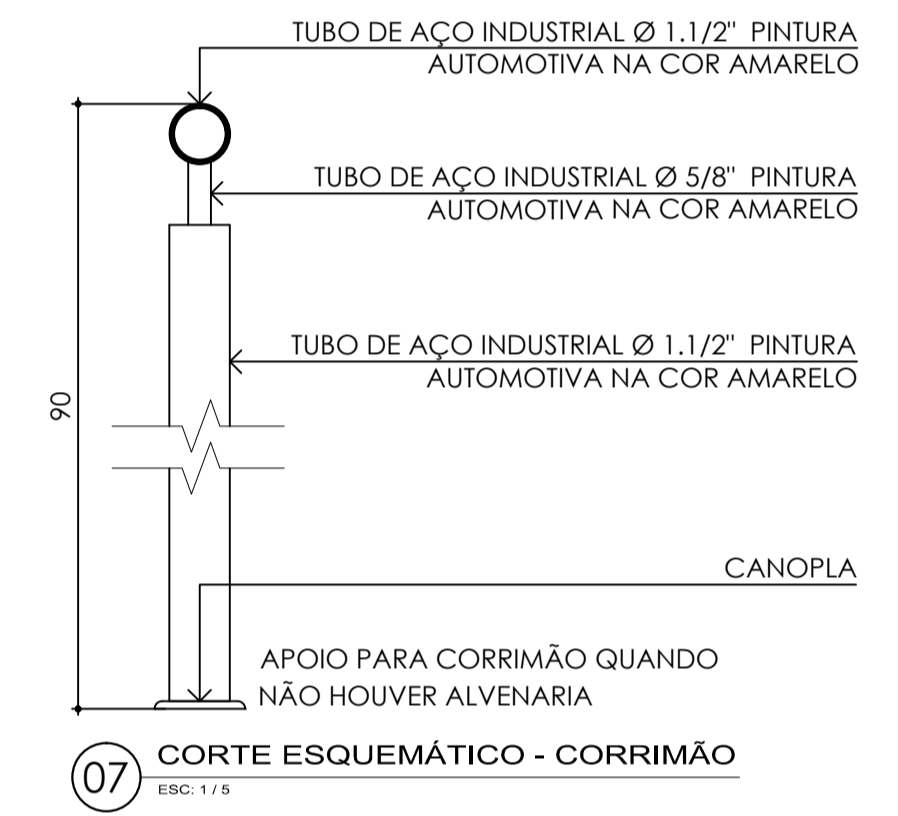 TUBO DE AÇO INDUSTRIAL Ø 1.1/2" PINTURA
AUTOMOTIVA NA COR AMARELO
TUBO DE AÇO INDUSTRIAL Ø 5/8" PINTURA
AUTOMOTIVA NA COR AMARELO
TUBO DE AÇO INDUSTRIAL Ø 1.1/2" PINTURA
AUTOMOTIVA NA COR AMARELO
90
CANOPLA
APOIO PARA CORRIMÃO QUANDO
NÃO HOUVER ALVENARIA
07
CORTE ESQUEMÁTICO - CORRIMÃO
ESC: 1 / 5